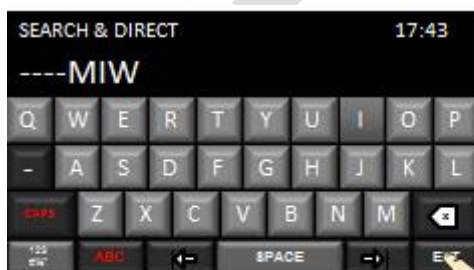 SEARCH & DIRECT 17:43
----MIW
Q W E R T Y U I O P
- A S D F G H J K L
CAPS Z X C V B N M
ABC SPACE